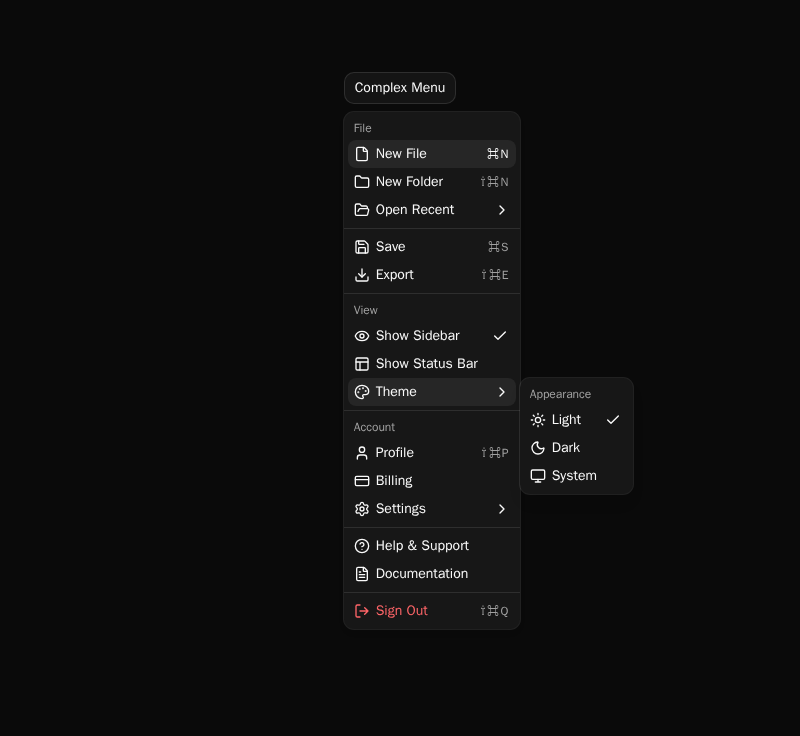 Complex Menu
File
New File ⌘N
New Folder ⇧⌘N
Open Recent
Save ⌘S
Export ⇧⌘E
View
Show Sidebar
Show Status Bar
Theme
Appearance
Light
Dark
System
Account
Profile ⇧⌘P
Billing
Settings
Help & Support
Documentation
Sign Out ⇧⌘Q